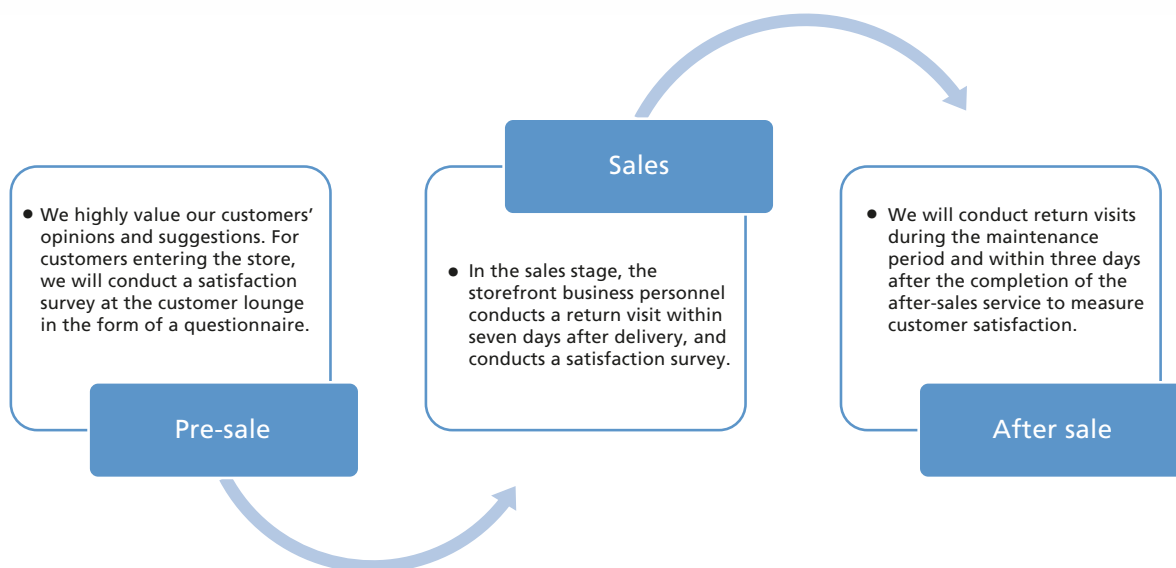 ● We highly value our customers’
opinions and suggestions. For
customers entering the store,
we will conduct a satisfaction
survey at the customer lounge
in the form of a questionnaire.
Pre-sale
Sales
● In the sales stage, the
storefront business personnel
conducts a return visit within
seven days after delivery, and
conducts a satisfaction survey.
● We will conduct return visits
during the maintenance
period and within three days
after the completion of the
after-sales service to measure
customer satisfaction.
After sale